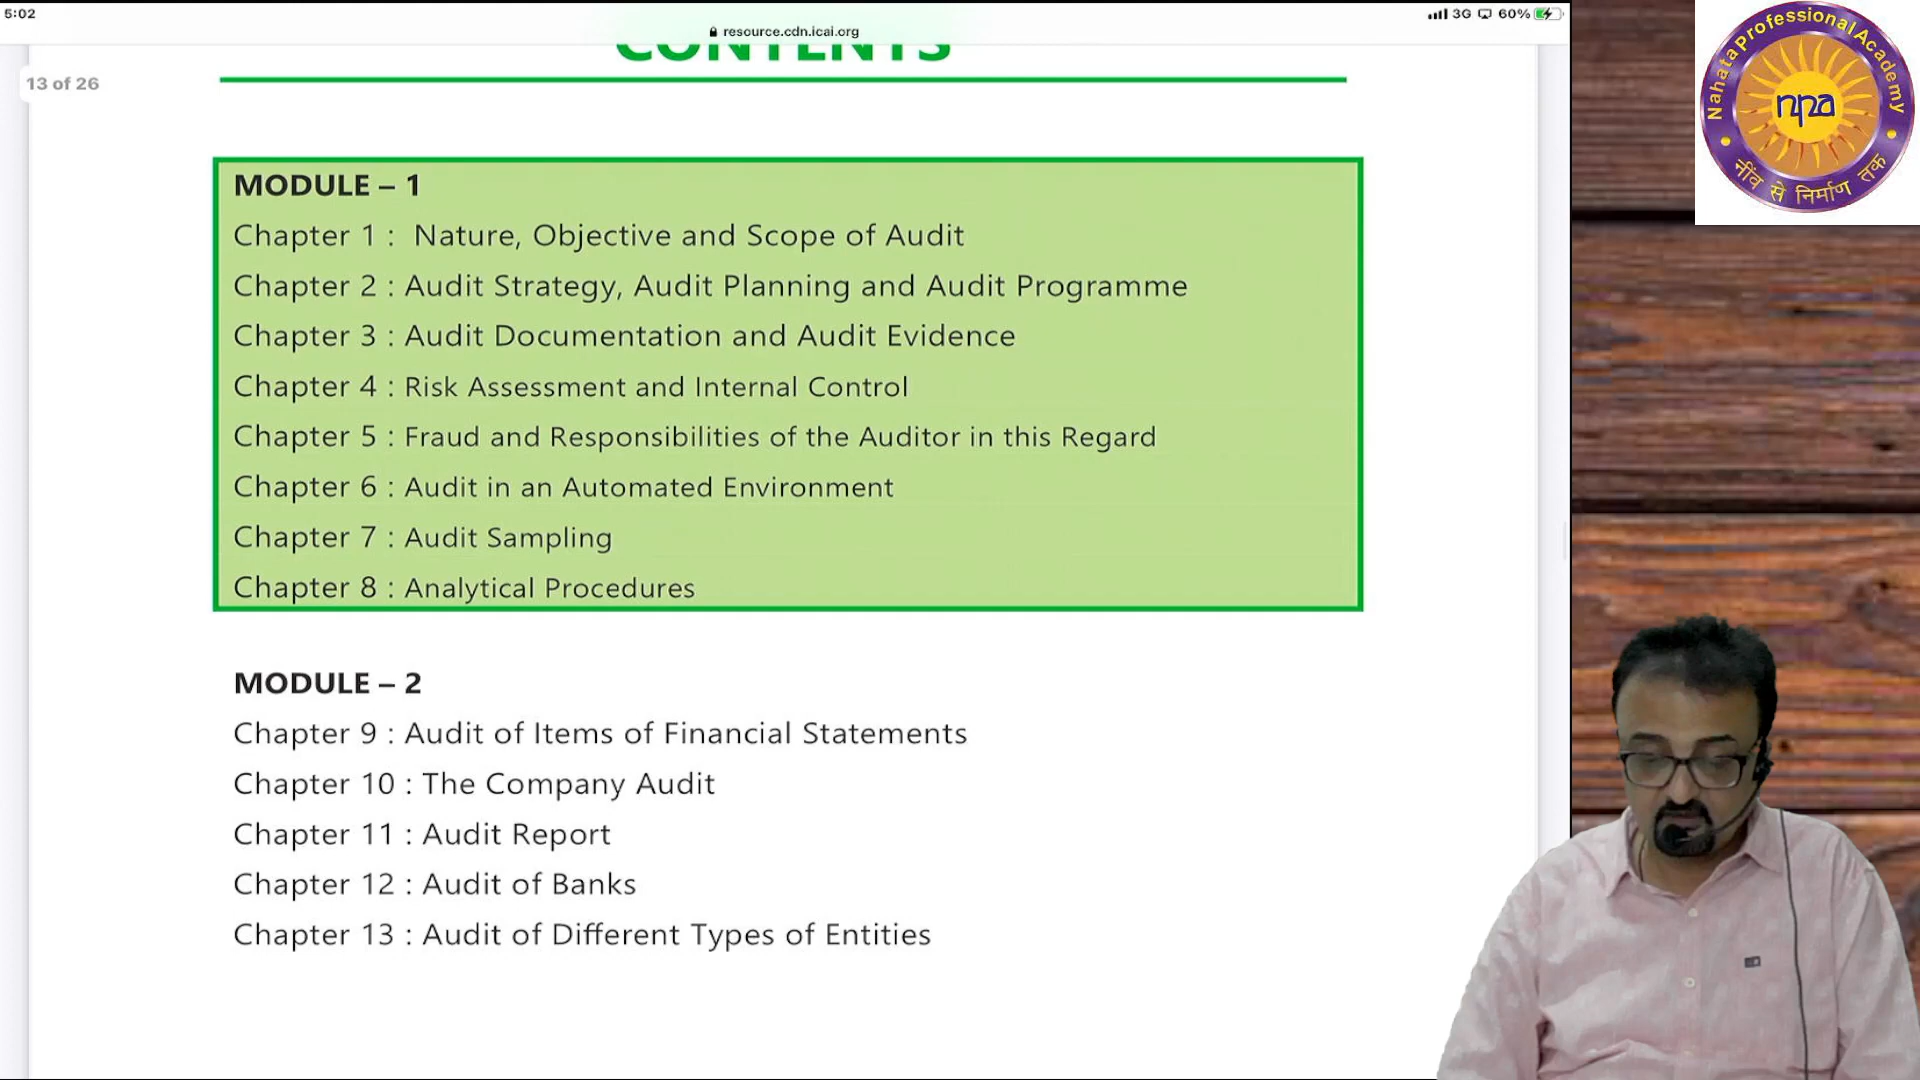 5:02
3G 60%
resource.cdn.icai.org
CONTENTS
13 of 26
MODULE – 1
Chapter 1 : Nature, Objective and Scope of Audit
Chapter 2 : Audit Strategy, Audit Planning and Audit Programme
Chapter 3 : Audit Documentation and Audit Evidence
Chapter 4 : Risk Assessment and Internal Control
Chapter 5 : Fraud and Responsibilities of the Auditor in this Regard
Chapter 6 : Audit in an Automated Environment
Chapter 7 : Audit Sampling
Chapter 8 : Analytical Procedures
MODULE – 2
Chapter 9 : Audit of Items of Financial Statements
Chapter 10 : The Company Audit
Chapter 11 : Audit Report
Chapter 12 : Audit of Banks
Chapter 13 : Audit of Different Types of Entities
Nahata Professional Academy
npa
नींव से निर्माण तक